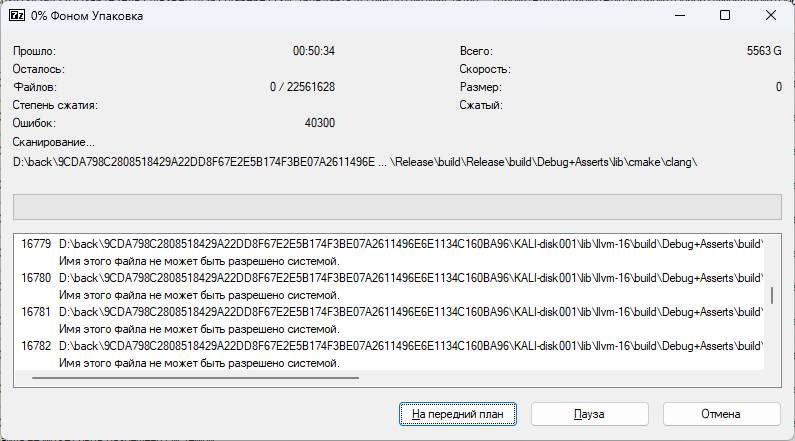 7z 0% Фоном Упаковка
Прошло: 00:50:34 Всего: 5563 G
Осталось: Скорость:
Файлов: 0 / 22561628 Размер: 0
Степень сжатия: Сжатый:
Ошибок: 40300
Сканирование...
D:\back\9CDA798C2808518429A22DD8F67E2E5B174F3BE07A2611496E ... \Release\build\Release\build\Debug+Asserts\lib\cmake\clang\
16779 D:\back\9CDA798C2808518429A22DD8F67E2E5B174F3BE07A2611496E6E1134C160BA96\KALI-disk001\lib\llvm-16\build\Debug+Asserts\build\
Имя этого файла не может быть разрешено системой.
16780 D:\back\9CDA798C2808518429A22DD8F67E2E5B174F3BE07A2611496E6E1134C160BA96\KALI-disk001\lib\llvm-16\build\Debug+Asserts\build\
Имя этого файла не может быть разрешено системой.
16781 D:\back\9CDA798C2808518429A22DD8F67E2E5B174F3BE07A2611496E6E1134C160BA96\KALI-disk001\lib\llvm-16\build\Debug+Asserts\build\
Имя этого файла не может быть разрешено системой.
16782 D:\back\9CDA798C2808518429A22DD8F67E2E5B174F3BE07A2611496E6E1134C160BA96\KALI-disk001\lib\llvm-16\build\Debug+Asserts\build\
Имя этого файла не может быть разрешено системой.
На передний план Пауза Отмена